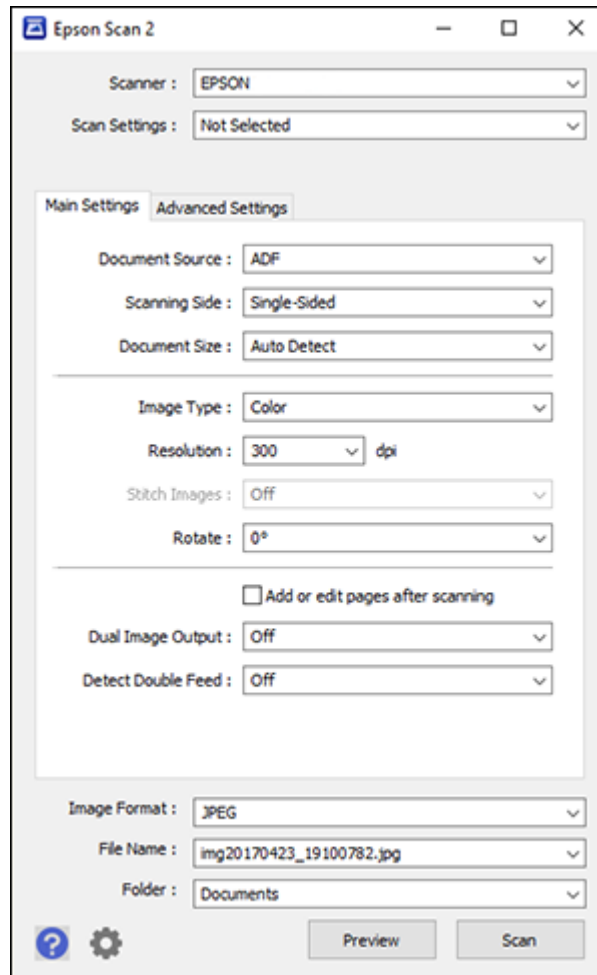 Epson Scan 2
Scanner : EPSON
Scan Settings : Not Selected
Main Settings Advanced Settings
Document Source : ADF
Scanning Side : Single-Sided
Document Size : Auto Detect
Image Type : Color
Resolution : 300 dpi
Stitch Images : Off
Rotate : 0°
Add or edit pages after scanning
Dual Image Output : Off
Detect Double Feed : Off
Image Format : JPEG
File Name : img20170423_19100782.jpg
Folder : Documents
? Preview Scan